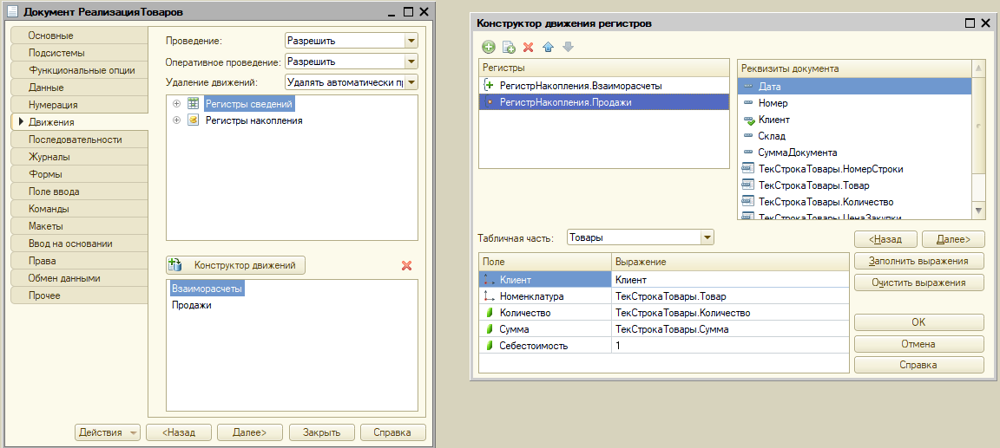 Документ РеализацияТоваров
Основные
Подсистемы
Функциональные опции
Данные
Нумерация
Движения
Последовательности
Журналы
Формы
Поле ввода
Команды
Макеты
Ввод на основании
Права
Обмен данными
Прочее
Проведение: Разрешить
Оперативное проведение: Разрешить
Удаление движений: Удалять автоматически
Регистры сведений
Регистры накопления
Конструктор движений
Взаиморасчеты
Продажи
Действия <Назад Далее> Закрыть Справка
Конструктор движения регистров
Регистры
РегистрНакопления.Взаиморасчеты
РегистрНакопления.Продажи
Реквизиты документа
Дата
Номер
Клиент
Склад
СуммаДокумента
ТекСтрокаТовары.НомерСтроки
ТекСтрокаТовары.Товар
ТекСтрокаТовары.Количество
ТекСтрокаТовары.ЦенаЗакупки
Табличная часть: Товары
<Назад Далее>
Поле Выражение
Клиент Клиент
Номенклатура ТекСтрокаТовары.Товар
Количество ТекСтрокаТовары.Количество
Сумма ТекСтрокаТовары.Сумма
Себестоимость 1
Заполнить выражения
Очистить выражения
OK
Отмена
Справка